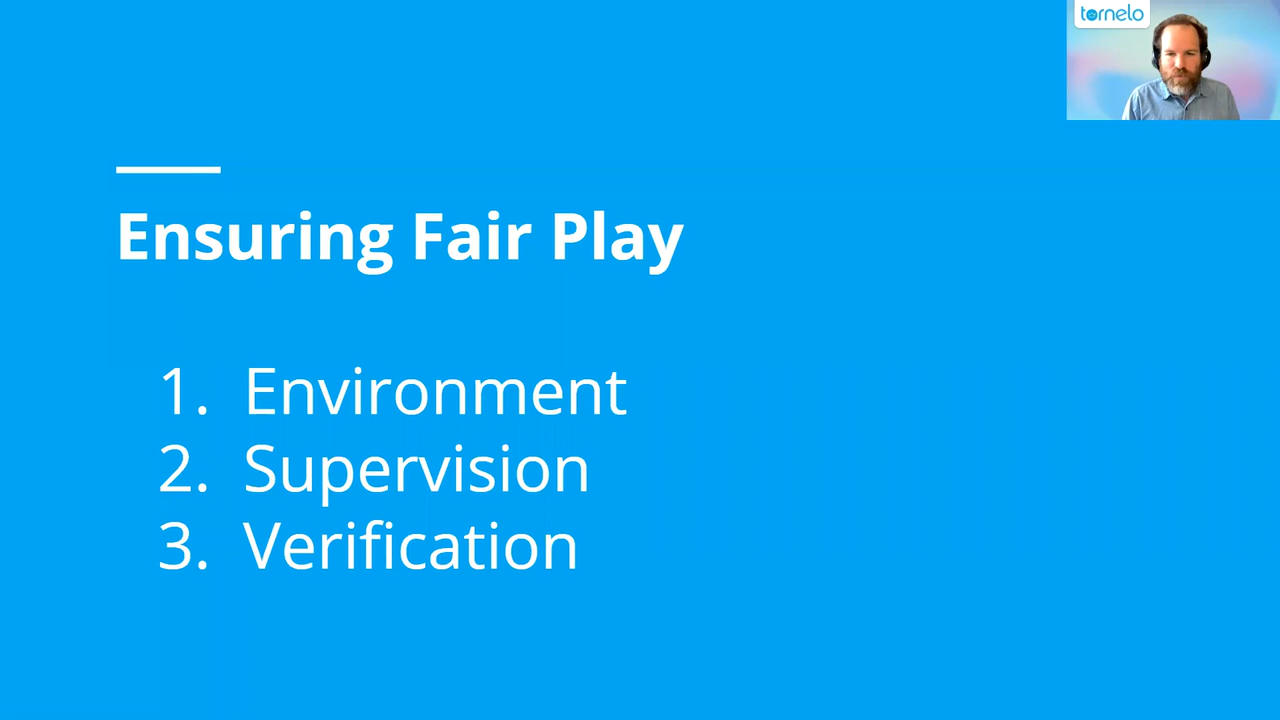 tornelo
Ensuring Fair Play
1. Environment
2. Supervision
3. Verification